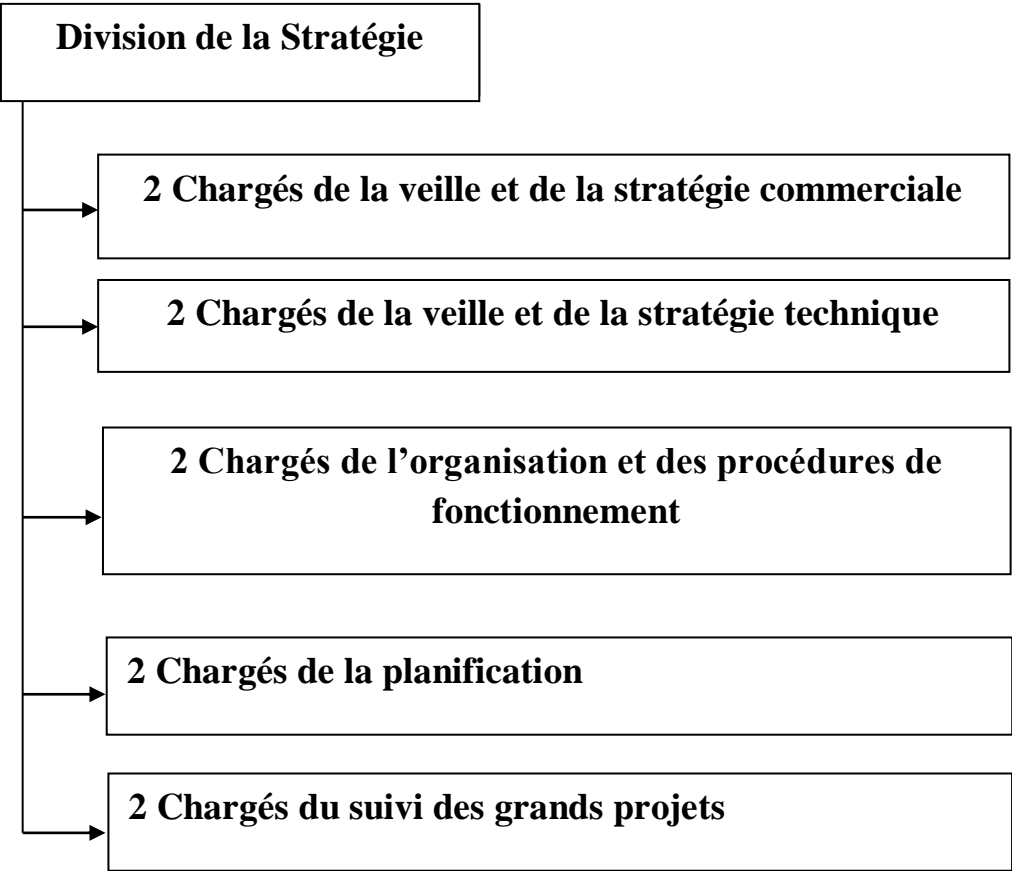 Division de la Stratégie
2 Chargés de la veille et de la stratégie commerciale
2 Chargés de la veille et de la stratégie technique
2 Chargés de l’organisation et des procédures de
fonctionnement
2 Chargés de la planification
2 Chargés du suivi des grands projets